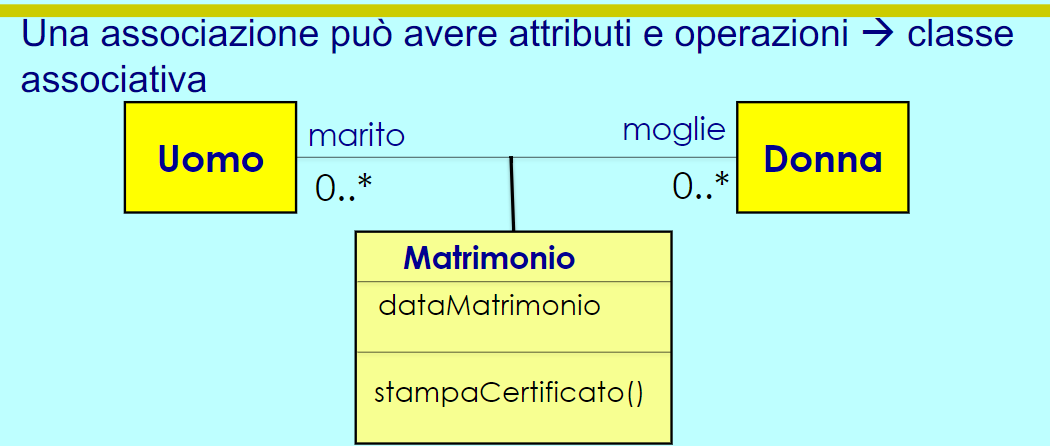 Una associazione può avere attributi e operazioni → classe
associativa
Uomo
marito
0..*
moglie
0..*
Donna
Matrimonio
dataMatrimonio
stampaCertificato()